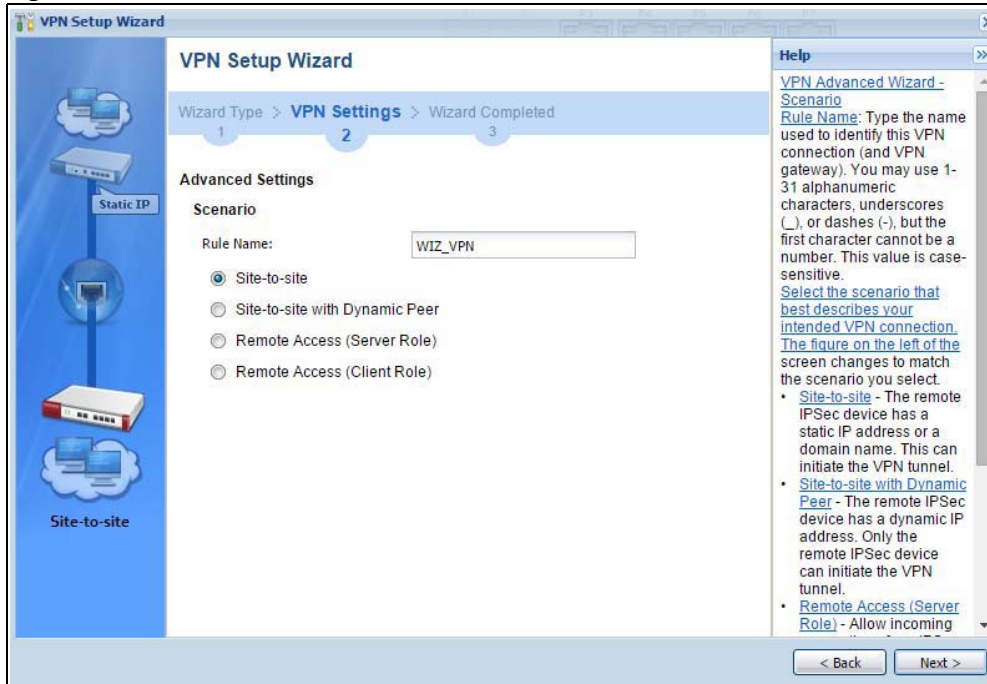 VPN Setup Wizard
VPN Setup Wizard
Wizard Type > VPN Settings > Wizard Completed
1 2 3
Advanced Settings
Scenario
Rule Name: WIZ_VPN
Site-to-site
Site-to-site with Dynamic Peer
Remote Access (Server Role)
Remote Access (Client Role)
Static IP
Site-to-site
Help
VPN Advanced Wizard -
Scenario
Rule Name: Type the name
used to identify this VPN
connection (and VPN
gateway). You may use 1-
31 alphanumeric
characters, underscores
(_), or dashes (-), but the
first character cannot be a
number. This value is case-
sensitive.
Select the scenario that
best describes your
intended VPN connection.
The figure on the left of the
screen changes to match
the scenario you select.
• Site-to-site - The remote
IPSec device has a
static IP address or a
domain name. This can
initiate the VPN tunnel.
• Site-to-site with Dynamic
Peer - The remote IPSec
device has a dynamic IP
address. Only the
remote IPSec device
can initiate the VPN
tunnel.
• Remote Access (Server
Role) - Allow incoming
< Back Next >